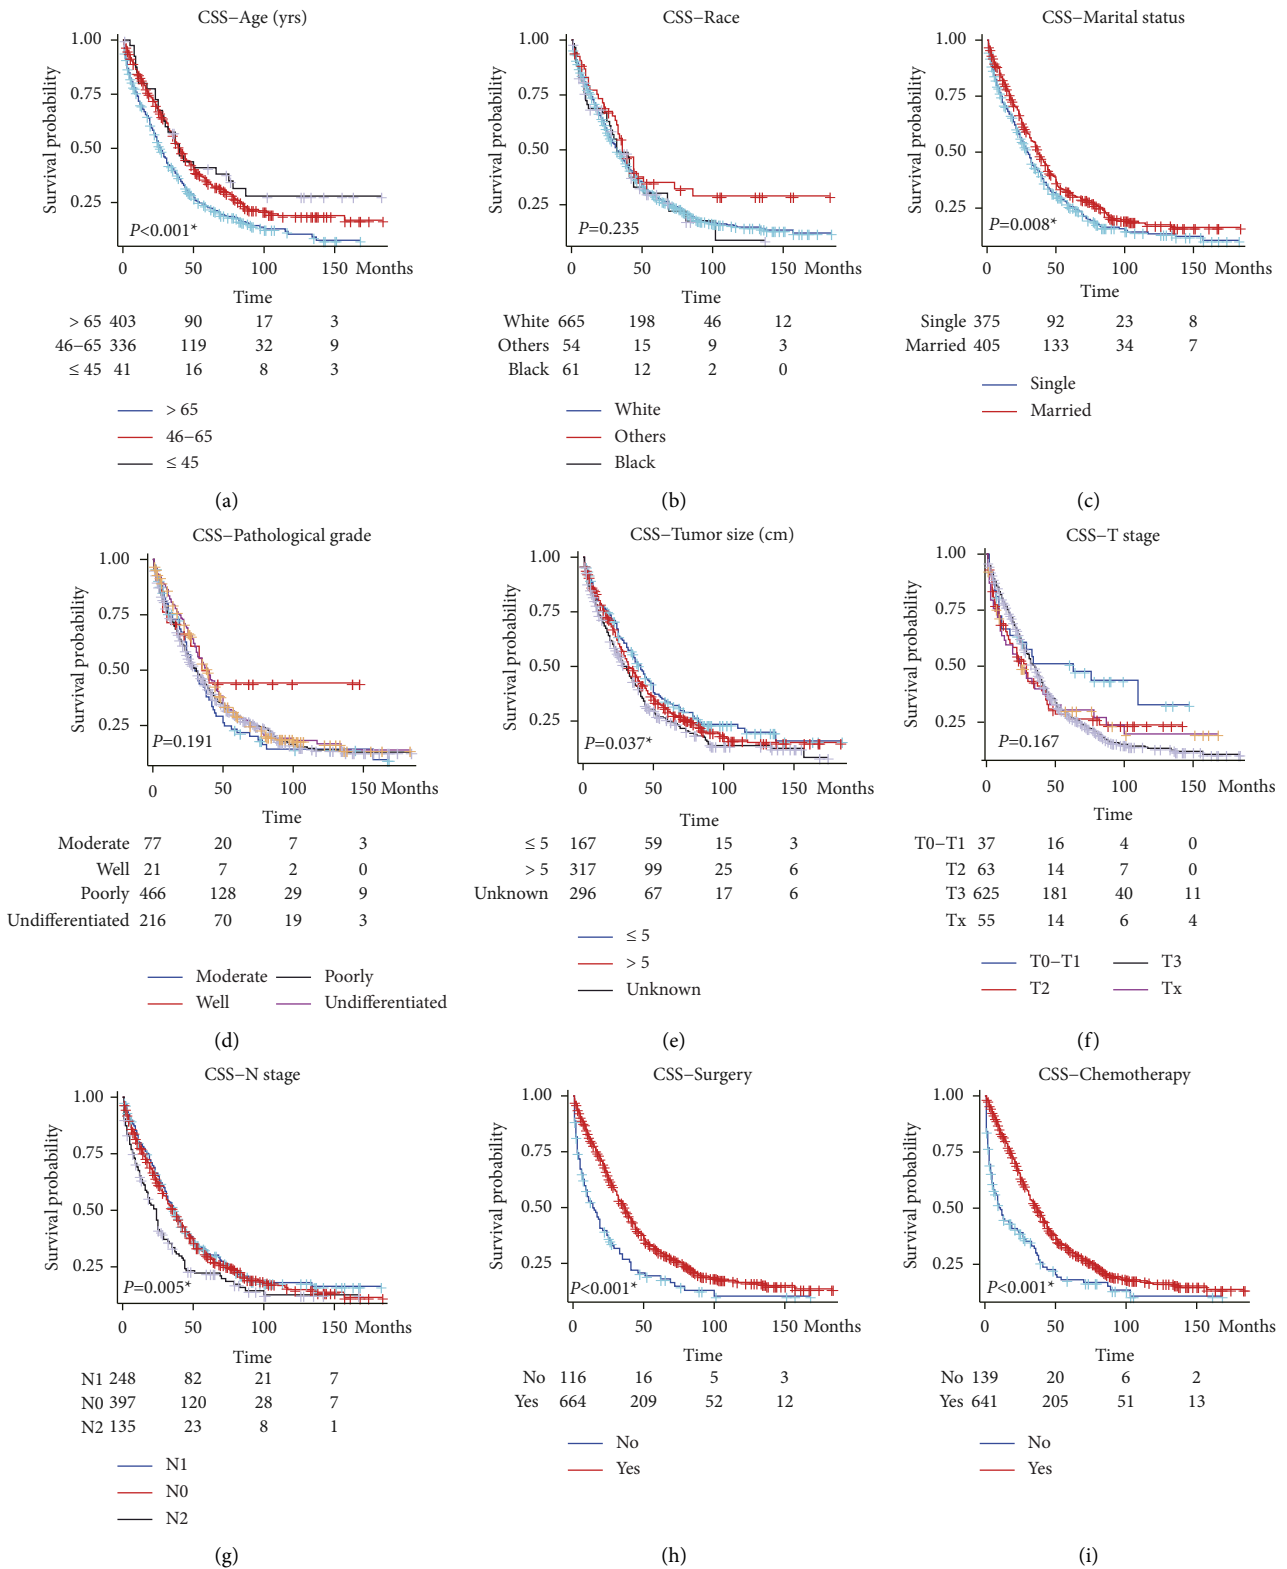 CSS–Age (yrs)
1.00
0.75
0.50
0.25
Survival probability
P<0.001*
0 50 100 150 Months
Time
> 65 403 90 17 3
46–65 336 119 32 9
≤ 45 41 16 8 3
> 65
46–65
≤ 45
(a)
CSS–Race
1.00
0.75
0.50
0.25
Survival probability
P=0.235
0 50 100 150 Months
Time
White 665 198 46 12
Others 54 15 9 3
Black 61 12 2 0
White
Others
Black
(b)
CSS–Marital status
1.00
0.75
0.50
0.25
Survival probability
P=0.008*
0 50 100 150 Months
Time
Single 375 92 23 8
Married 405 133 34 7
Single
Married
(c)
CSS–Pathological grade
1.00
0.75
0.50
0.25
Survival probability
P=0.191
0 50 100 150 Months
Time
Moderate 77 20 7 3
Well 21 7 2 0
Poorly 466 128 29 9
Undifferentiated 216 70 19 3
Moderate Poorly
Well Undifferentiated
(d)
CSS–Tumor size (cm)
1.00
0.75
0.50
0.25
Survival probability
P=0.037*
0 50 100 150 Months
Time
≤ 5 167 59 15 3
> 5 317 99 25 6
Unknown 296 67 17 6
≤ 5
> 5
Unknown
(e)
CSS–T stage
1.00
0.75
0.50
0.25
Survival probability
P=0.167
0 50 100 150 Months
Time
T0–T1 37 16 4 0
T2 63 14 7 0
T3 625 181 40 11
Tx 55 14 6 4
T0–T1 T3
T2 Tx
(f)
CSS–N stage
1.00
0.75
0.50
0.25
Survival probability
P=0.005*
0 50 100 150 Months
Time
N1 248 82 21 7
N0 397 120 28 7
N2 135 23 8 1
N1
N0
N2
(g)
CSS–Surgery
1.00
0.75
0.50
0.25
Survival probability
P<0.001*
0 50 100 150 Months
Time
No 116 16 5 3
Yes 664 209 52 12
No
Yes
(h)
CSS–Chemotherapy
1.00
0.75
0.50
0.25
Survival probability
P<0.001*
0 50 100 150 Months
Time
No 139 20 6 2
Yes 641 205 51 13
No
Yes
(i)